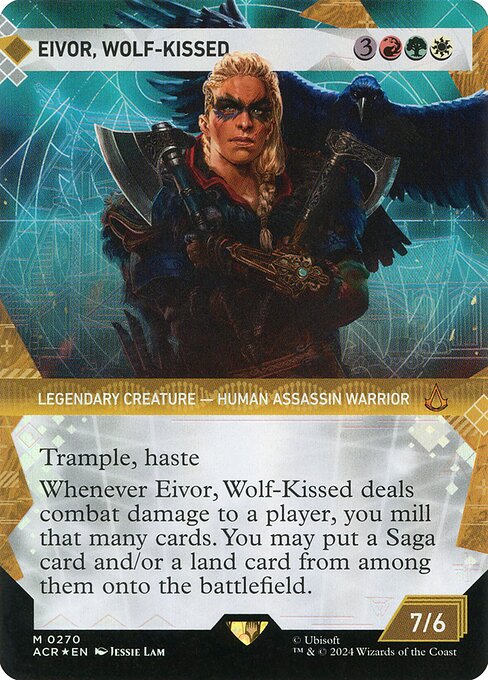 EIVOR, WOLF-KISSED 3
LEGENDARY CREATURE — HUMAN ASSASSIN WARRIOR
Trample, haste
Whenever Eivor, Wolf-Kissed deals
combat damage to a player, you mill
that many cards. You may put a Saga
card and/or a land card from among
them onto the battlefield.
7/6
M 0270
ACR★EN Jessie Lam
© Ubisoft
™ & © 2024 Wizards of the Coast